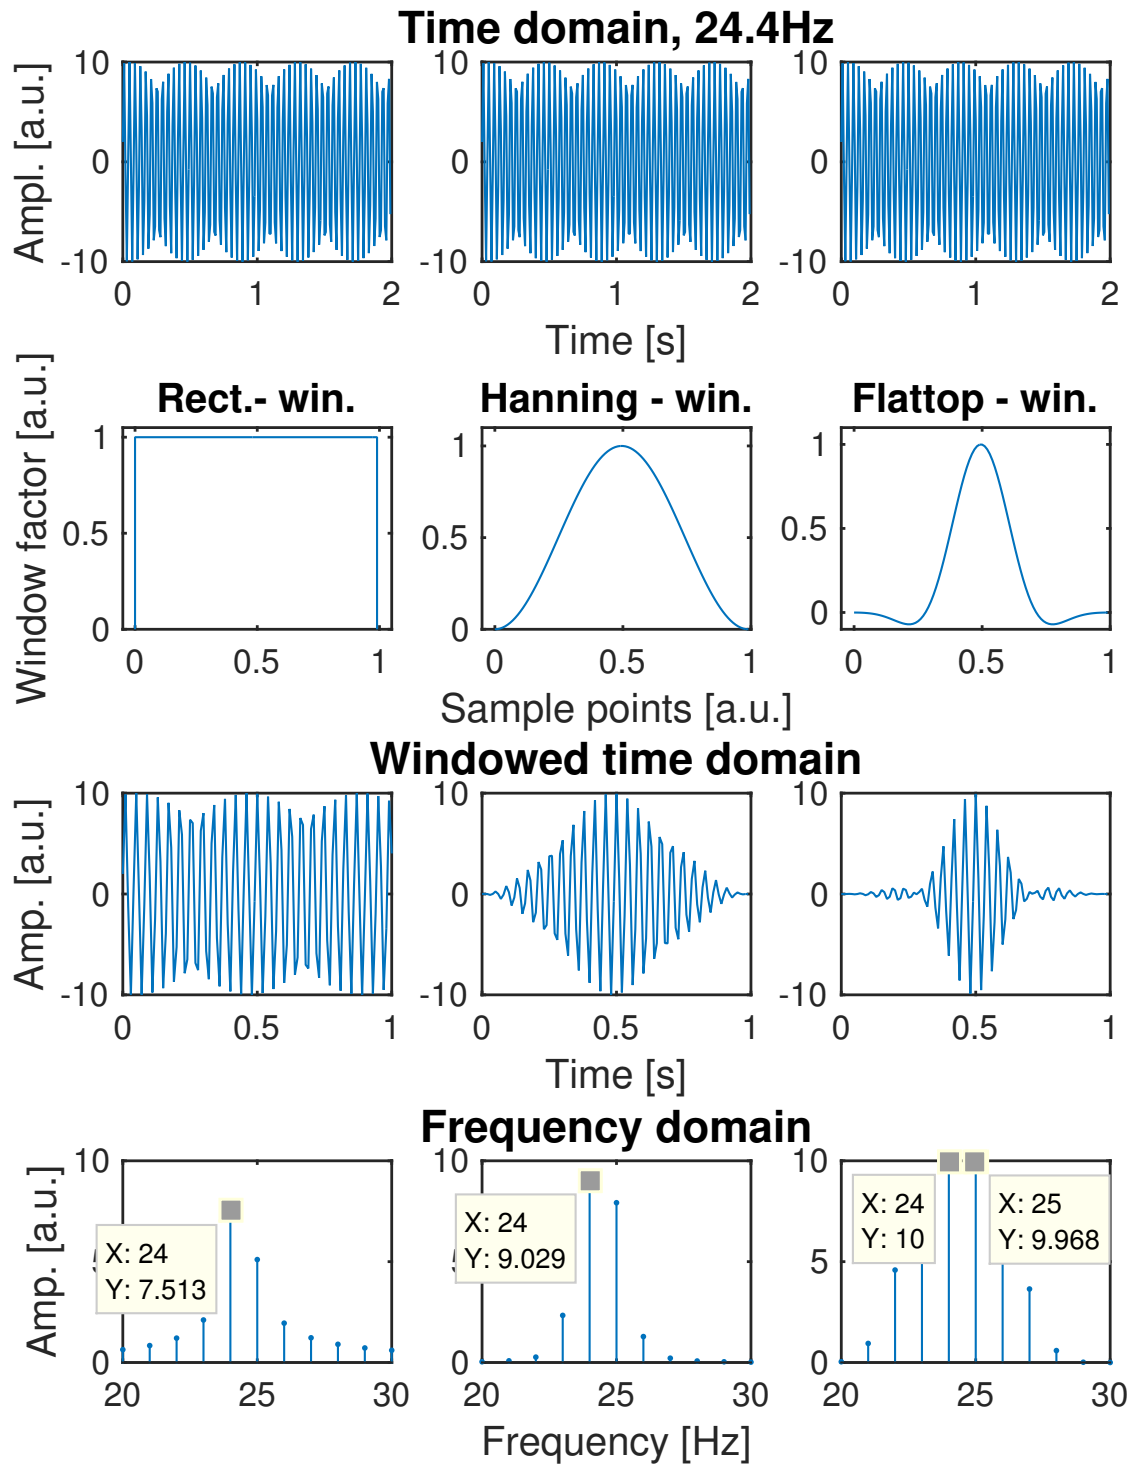 Time domain, 24.4Hz
Ampl. [a.u.]
10
0
-10
0 1 2
10
0
-10
0 1 2
10
0
-10
0 1 2
Time [s]
Window factor [a.u.]
Rect.- win.
1
0.5
0
0 0.5 1
Hanning - win.
1
0.5
0
0 0.5 1
Flattop - win.
1
0.5
0
0 0.5 1
Sample points [a.u.]
Windowed time domain
Amp. [a.u.]
10
0
-10
0 0.5 1
10
0
-10
0 0.5 1
10
0
-10
0 0.5 1
Time [s]
Frequency domain
Amp. [a.u.]
10
X: 24
Y: 7.513
0
20 25 30
10
X: 24
Y: 9.029
0
20 25 30
10
5
0
X: 24
Y: 10
X: 25
Y: 9.968
20 25 30
Frequency [Hz]